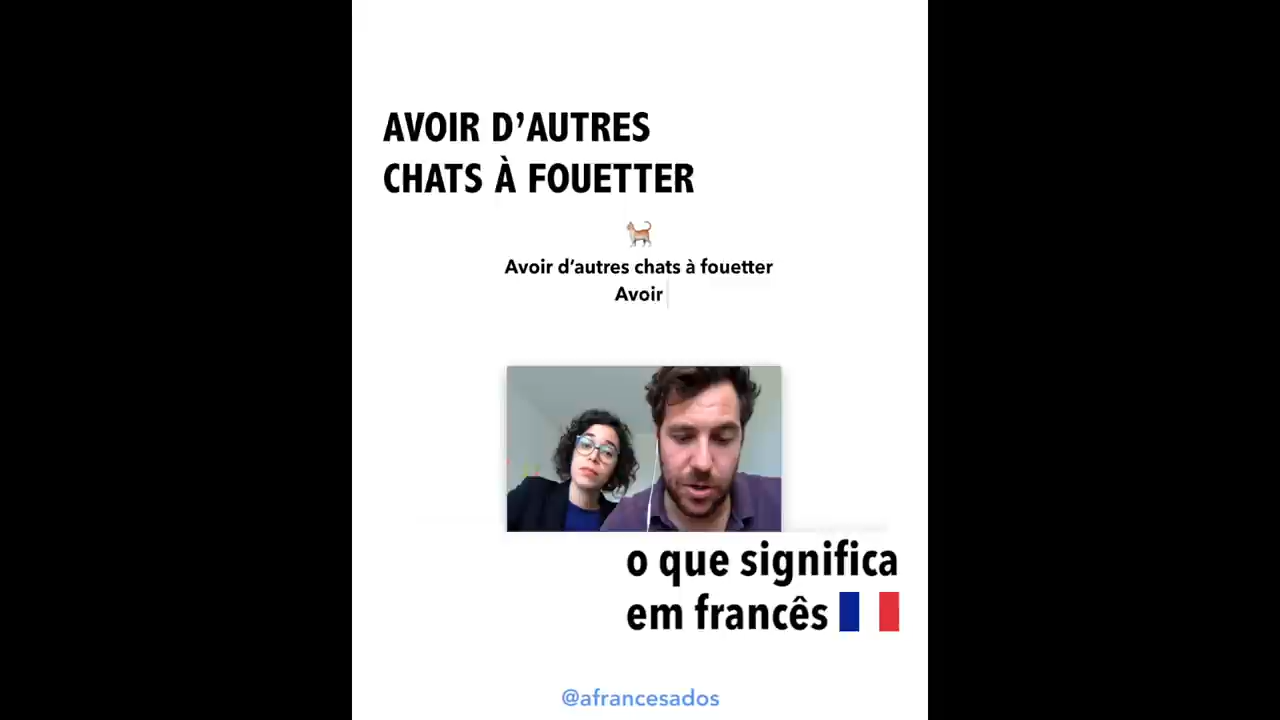 AVOIR D’AUTRES
CHATS À FOUETTER
Avoir d’autres chats à fouetter
Avoir
o que significa
em francês
@afrancesados